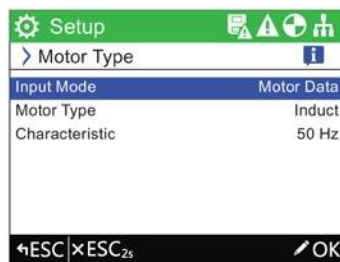 Setup
> Motor Type
Input Mode Motor Data
Motor Type Induct
Characteristic 50 Hz
ESC ×ESC2s OK